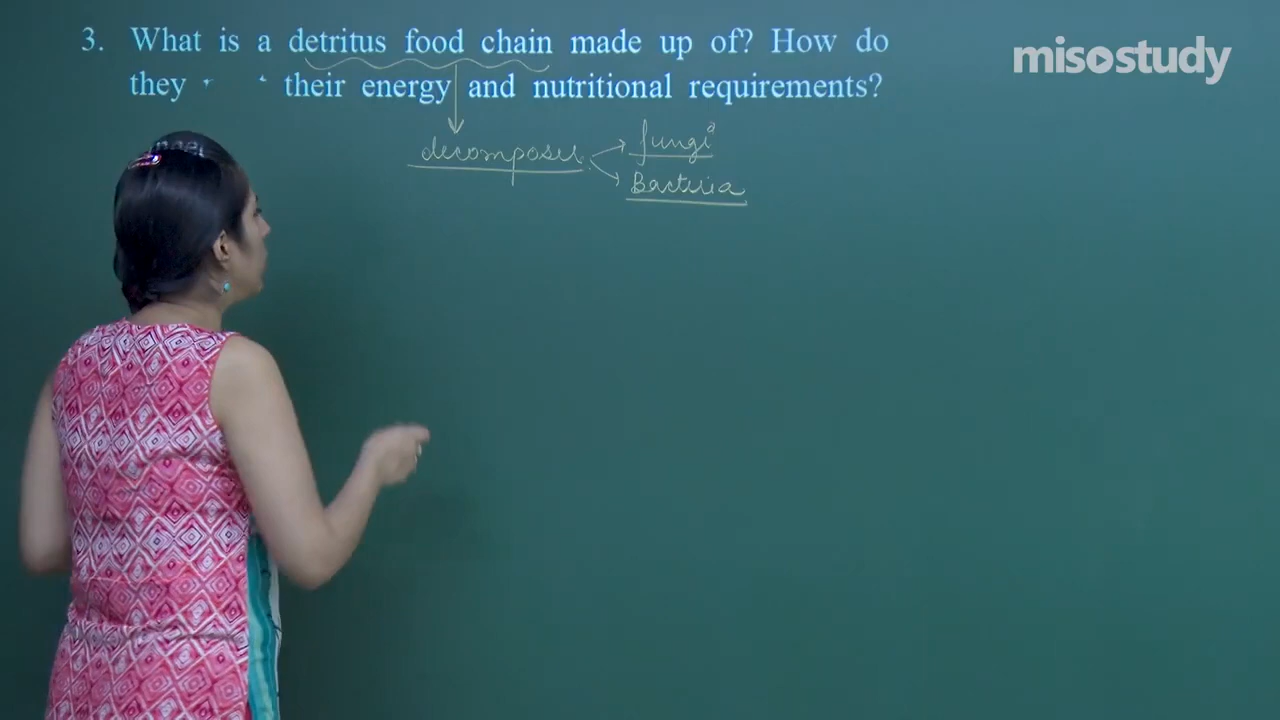 3. What is a detritus food chain made up of? How do
they their energy and nutritional requirements?
misostudy
decomposer
fungi
Bacteria